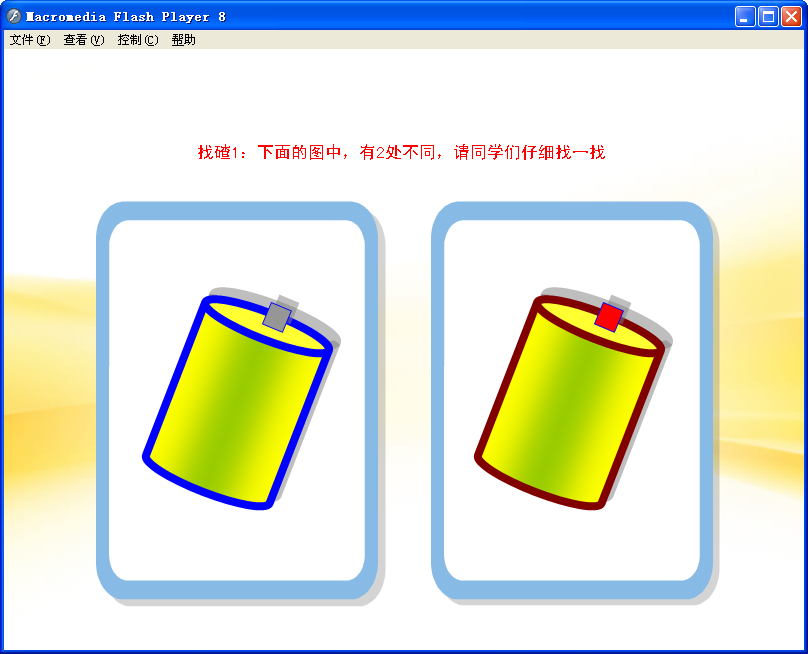 Macromedia Flash Player 8
文件(F) 查看(V) 控制(C) 帮助
找碴1：下面的图中，有2处不同，请同学们仔细找一找